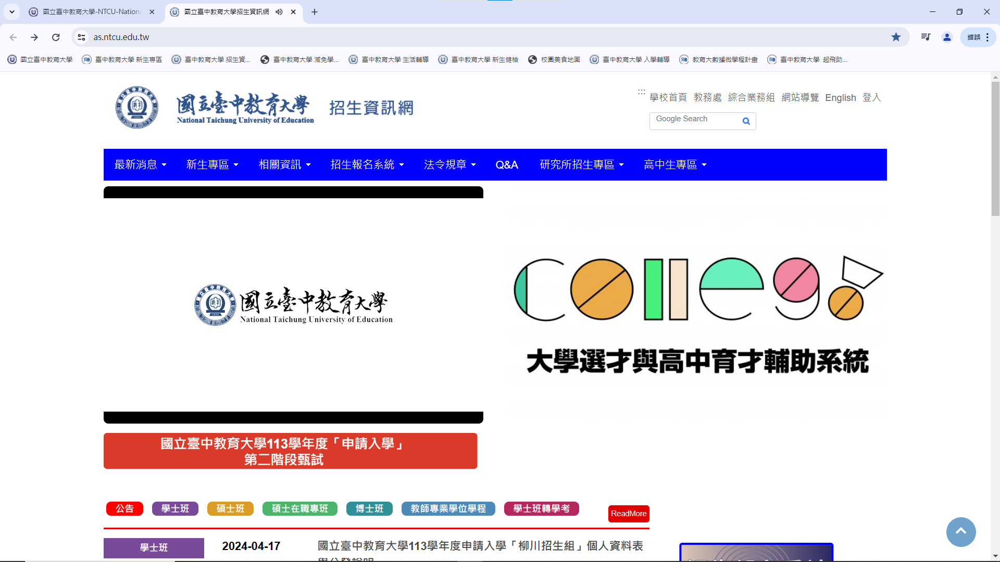 國立臺中教育大學-NTCU-Nationa
國立臺中教育大學招生資訊網
as.ntcu.edu.tw
錯誤
國立臺中教育大學
臺中教育大學 新生專區
臺中教育大學 招生資...
臺中教育大學 減免學...
臺中教育大學 生活輔導
臺中教育大學 新生健檢
校園美食地圖
臺中教育大學 入學輔導
教育大數據微學程計畫
臺中教育大學 起飛助...
國立臺中教育大學
National Taichung University of Education
招生資訊網
:::
學校首頁 教務處 綜合業務組 網站導覽 English 登入
Google Search
最新消息 新生專區 相關資訊 招生報名系統 法令規章 Q&A 研究所招生專區 高中生專區
國立臺中教育大學
National Taichung University of Education
college!
大學選才與高中育才輔助系統
國立臺中教育大學113學年度「申請入學」
第二階段甄試
公告 學士班 碩士班 碩士在職專班 博士班 教師專業學位學程 學士班轉學考
ReadMore
學士班
2024-04-17
國立臺中教育大學113學年度申請入學「柳川招生組」個人資料表